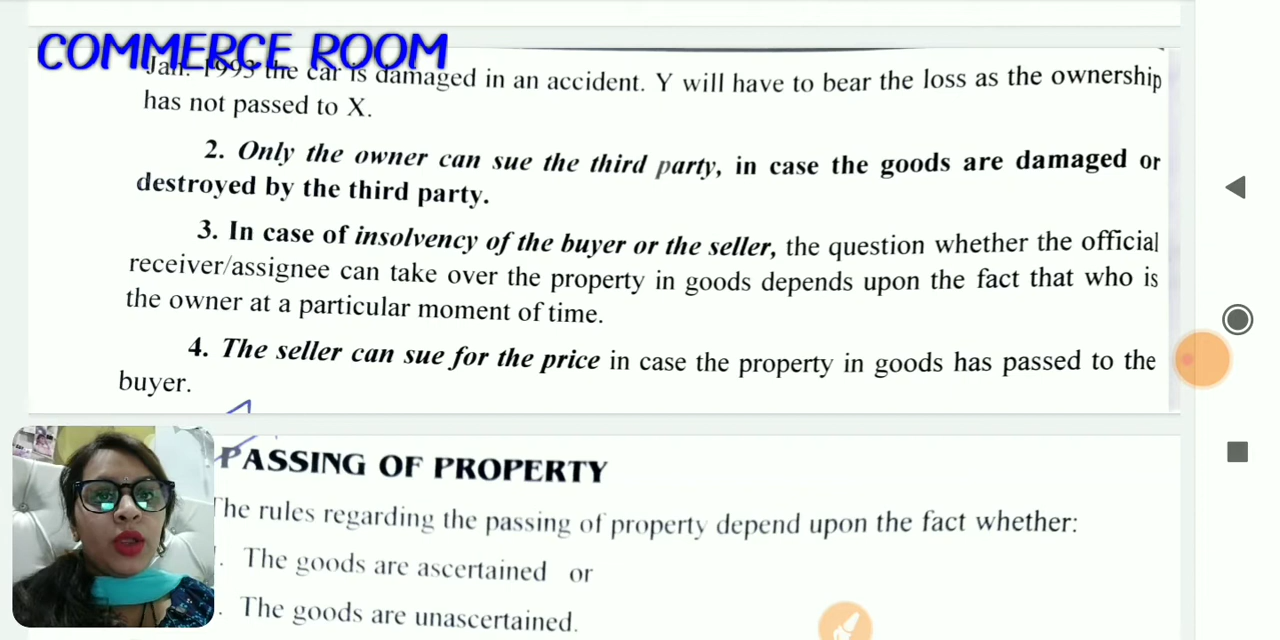 COMMERCE ROOM
Jan. 1993 the car is damaged in an accident. Y will have to bear the loss as the ownership
has not passed to X.
2. Only the owner can sue the third party, in case the goods are damaged or
destroyed by the third party.
3. In case of insolvency of the buyer or the seller, the question whether the official
receiver/assignee can take over the property in goods depends upon the fact that who is
the owner at a particular moment of time.
4. The seller can sue for the price in case the property in goods has passed to the
buyer.
PASSING OF PROPERTY
The rules regarding the passing of property depend upon the fact whether:
. The goods are ascertained or
. The goods are unascertained.